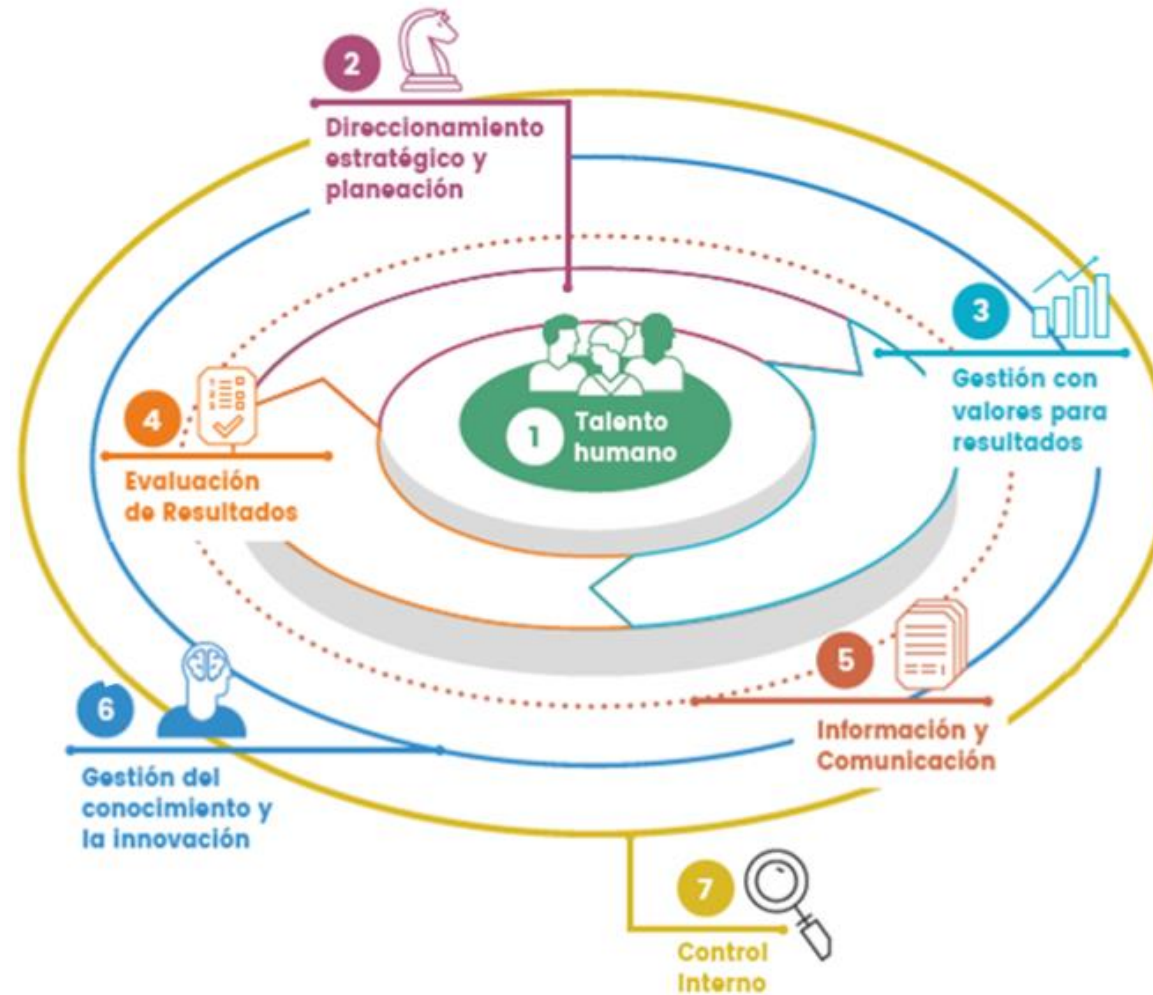 2
Direccionamiento
estratégico y
planeación
3
Gestión con
valores para
resultados
1
Talento
humano
4
Evaluación
de Resultados
5
Información y
Comunicación
6
Gestión del
conocimiento y
la innovación
7
Control
Interno